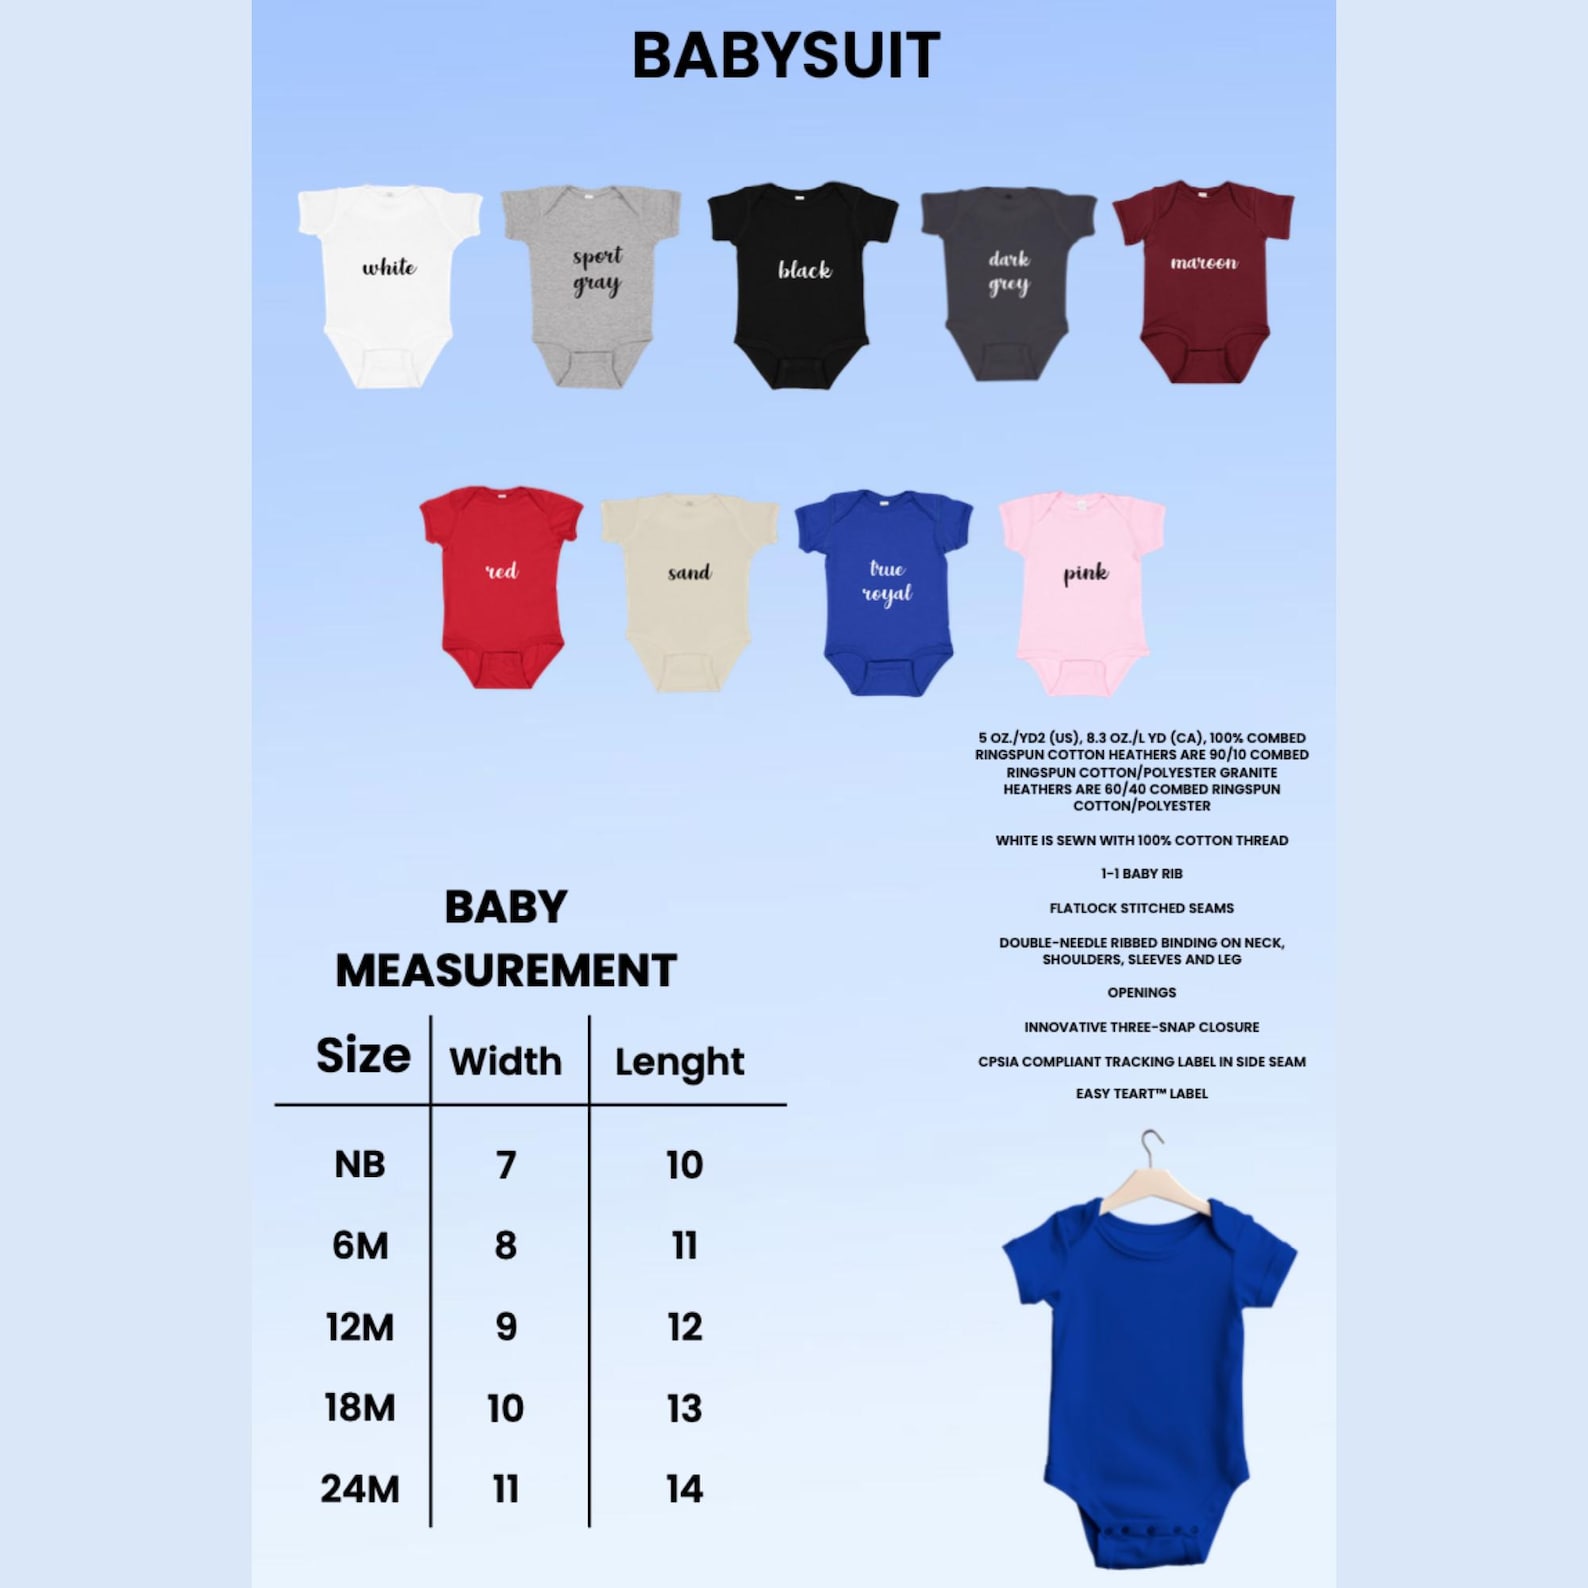 BABYSUIT
white
sport
gray
black
dark
grey
maroon
red
sand
true
royal
pink
5 OZ./YD2 (US), 8.3 OZ./L YD (CA), 100% COMBED
RINGSPUN COTTON HEATHERS ARE 90/10 COMBED
RINGSPUN COTTON/POLYESTER GRANITE
HEATHERS ARE 60/40 COMBED RINGSPUN
COTTON/POLYESTER
WHITE IS SEWN WITH 100% COTTON THREAD
1-1 BABY RIB
FLATLOCK STITCHED SEAMS
DOUBLE-NEEDLE RIBBED BINDING ON NECK,
SHOULDERS, SLEEVES AND LEG
OPENINGS
INNOVATIVE THREE-SNAP CLOSURE
CPSIA COMPLIANT TRACKING LABEL IN SIDE SEAM
EASY TEART™ LABEL
BABY
MEASUREMENT
Size Width Lenght
NB 7 10
6M 8 11
12M 9 12
18M 10 13
24M 11 14